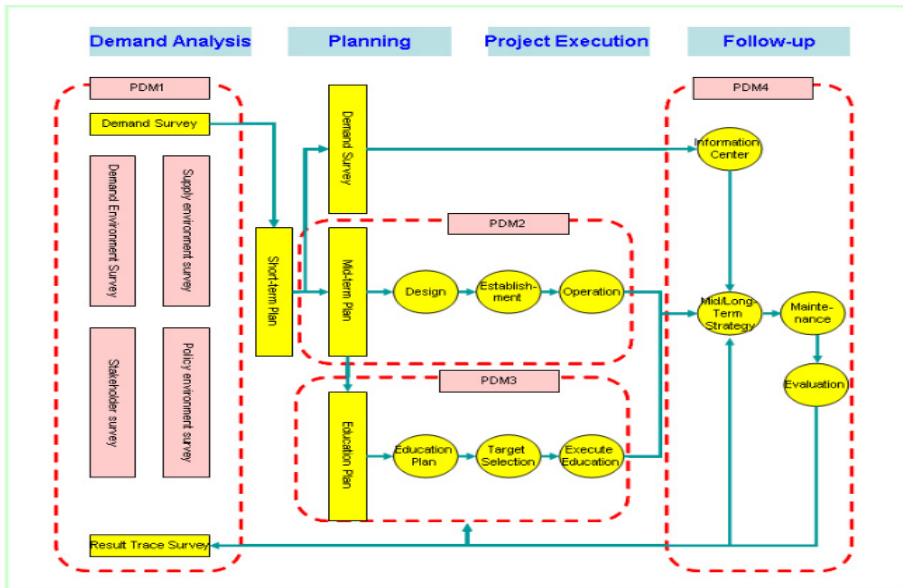 Demand Analysis
Planning
Project Execution
Follow-up
PDM1
Demand Survey
Demand Environment Survey
Supply environment survey
Stakeholder survey
Policy environment survey
Result Trace Survey
Short-term Plan
Demand Survey
PDM2
Mid-term Plan
Design
Establish-
ment
Operation
PDM3
Education Plan
Education
Plan
Target
Selection
Execute
Education
PDM4
Information
Center
Mid/Long-
Term
Strategy
Mainte-
nance
Evaluation